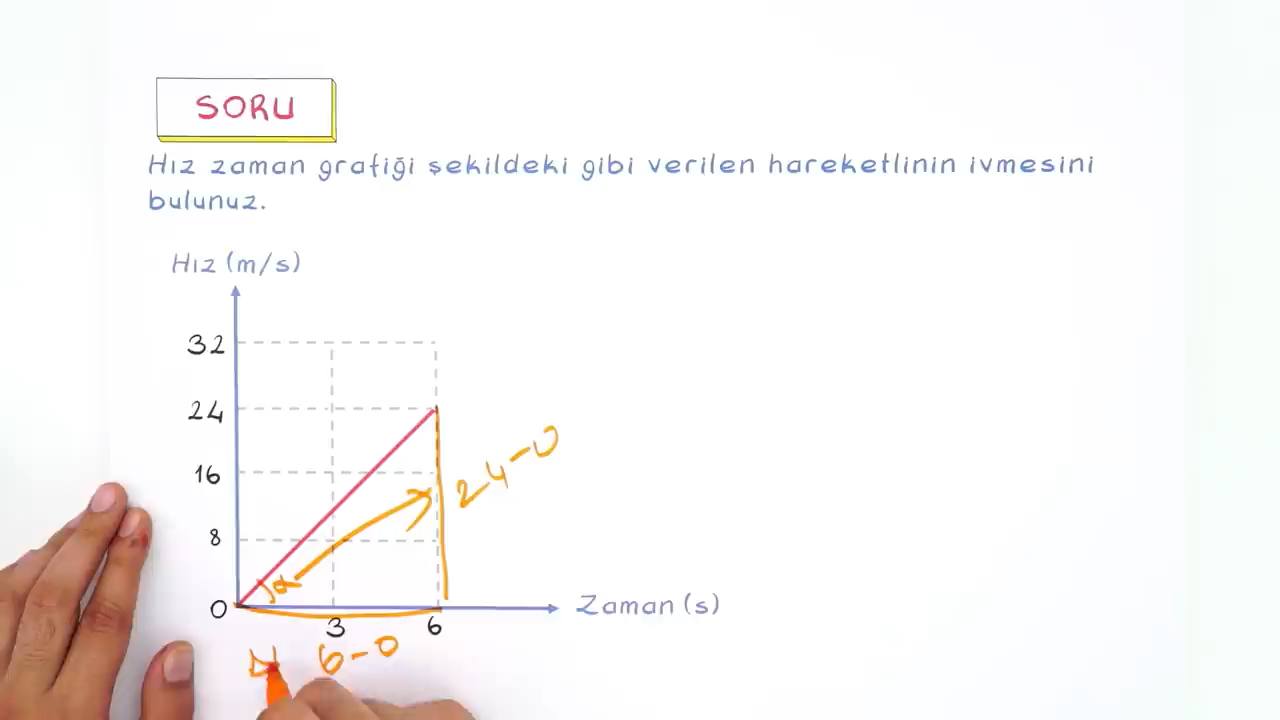 SORU
Hız zaman grafiği şekildeki gibi verilen hareketlinin ivmesini
bulunuz.
Hız (m/s)
32
24
16
8
0
3
6
Zaman (s)
α
24-0
6-0